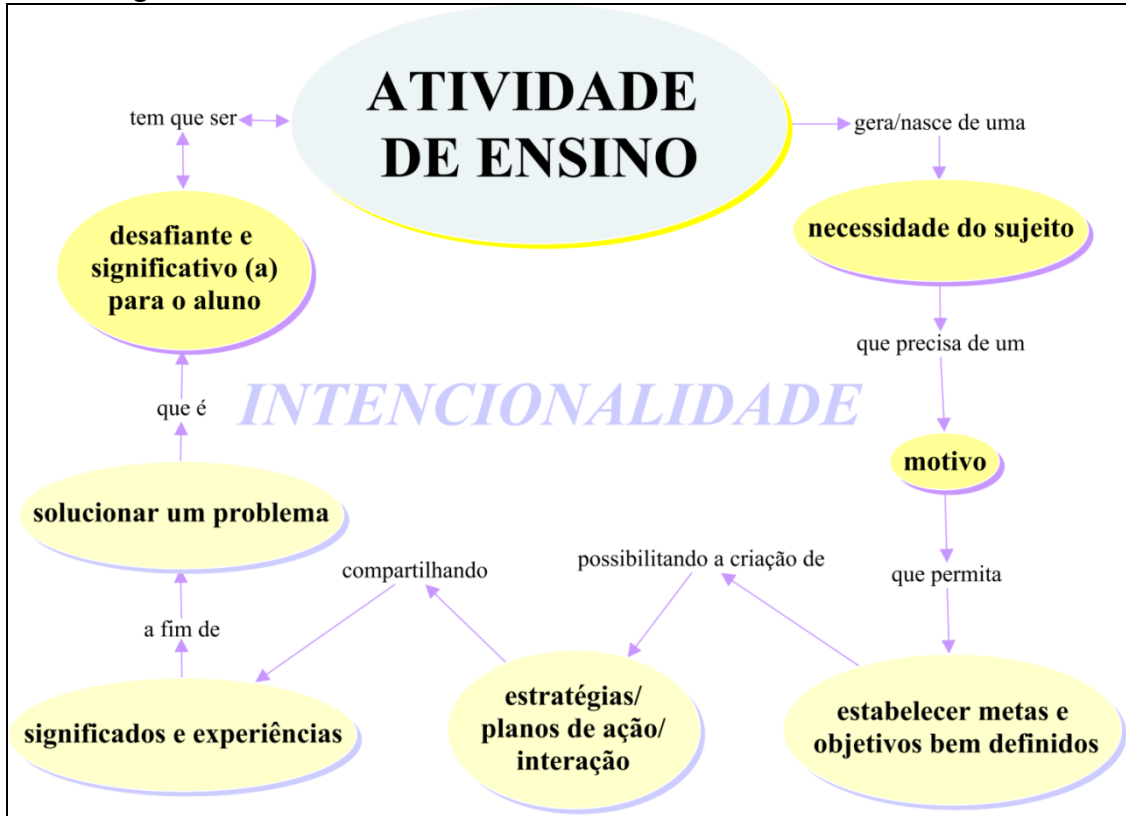 ATIVIDADE
DE ENSINO
gera/nasce de uma
necessidade do sujeito
que precisa de um
motivo
que permita
estabelecer metas e
objetivos bem definidos
possibilitando a criação de
estratégias/
planos de ação/
interação
compartilhando
significados e experiências
a fim de
solucionar um problema
que é
desafiante e
significativo (a)
para o aluno
tem que ser
INTENCIONALIDADE